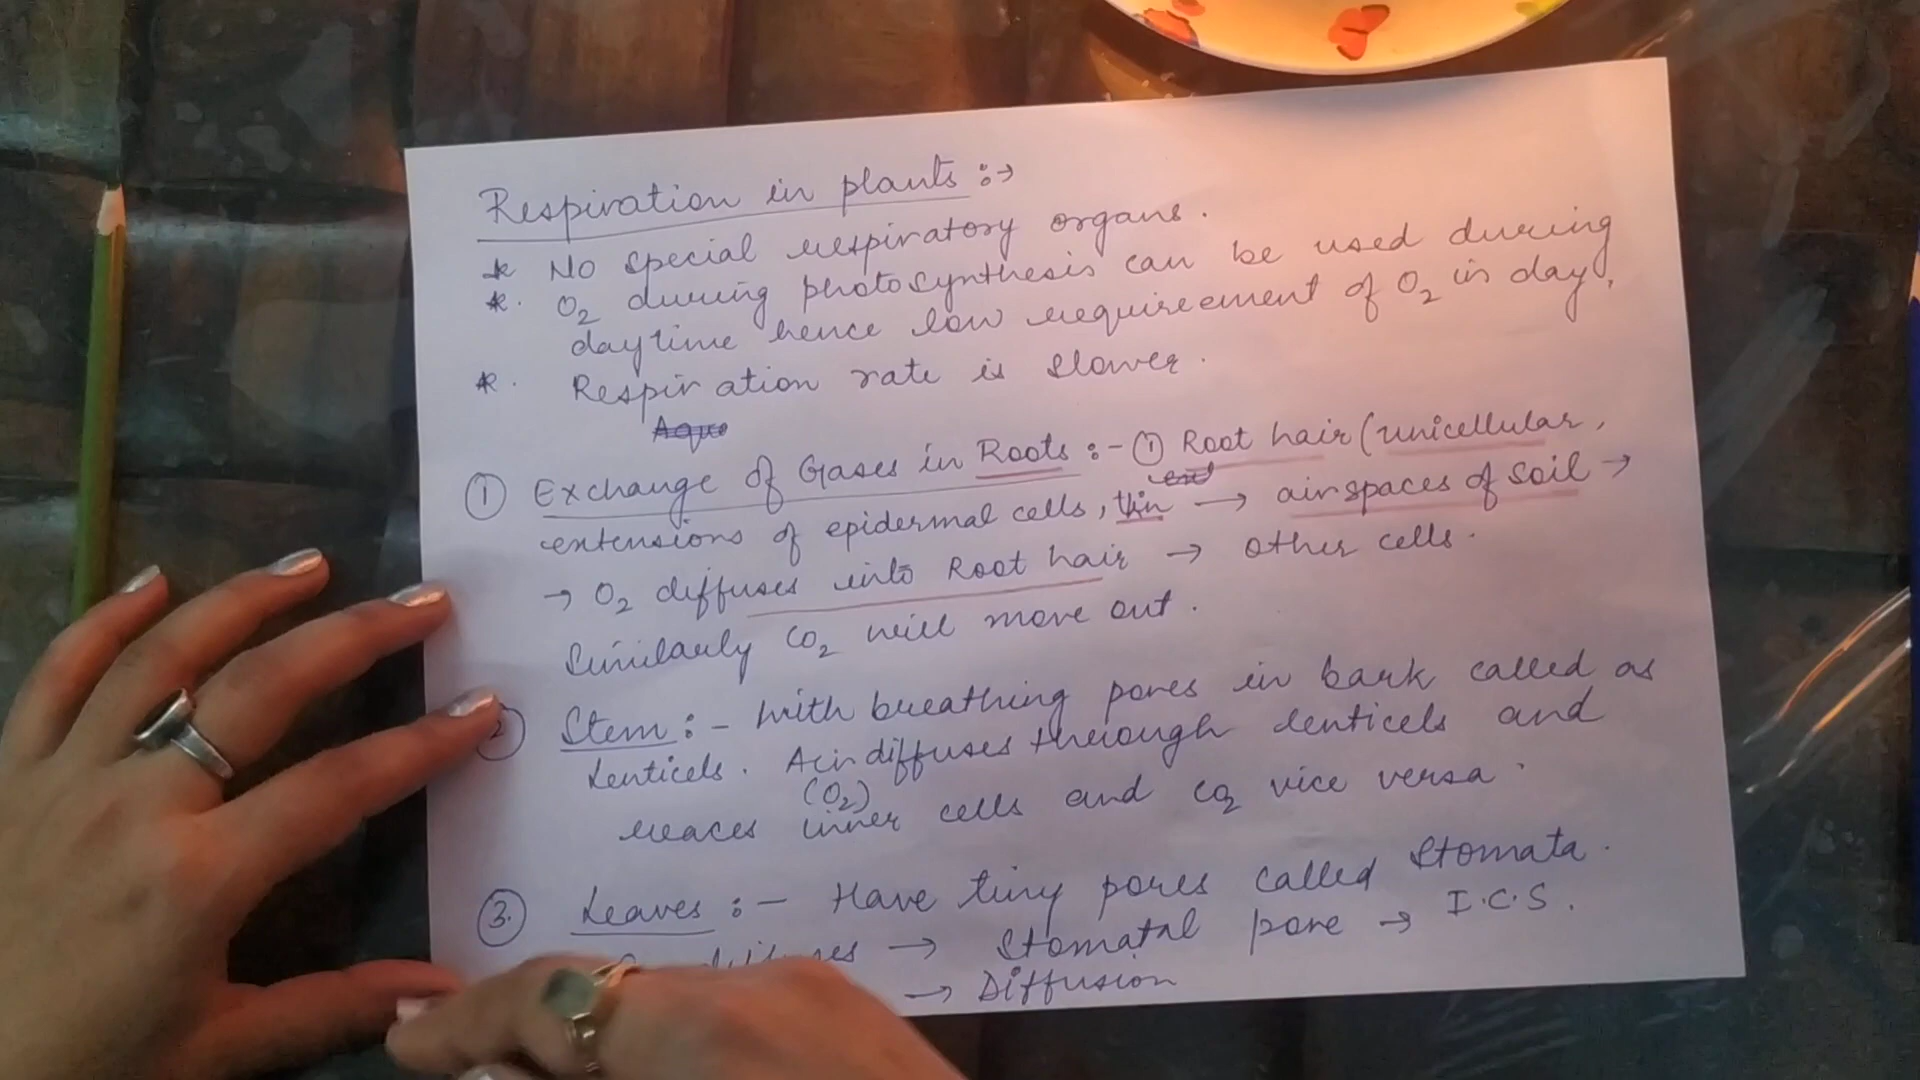 Respiration in plants :→
* No special respiratory organs.
*. O2 during photosynthesis can be used during
daytime hence low requirement of O2 in day.
*. Respiration rate is slower.
① Exchange of Gases in Roots :- ① Root hair (unicellular,
extensions of epidermal cells, thin → airspaces of soil →
→ O2 diffuses into Root hair → other cells.
Similarly CO2 will move out.
② Stem :- With breathing pores in bark called as
Lenticels. Air diffuses through lenticels and
(O2)
reaces inner cells and CO2 vice versa.
③. Leaves :- Have tiny pores called Stomata.
diffuses → Stomatal pore → I.C.S.
→ Diffusion